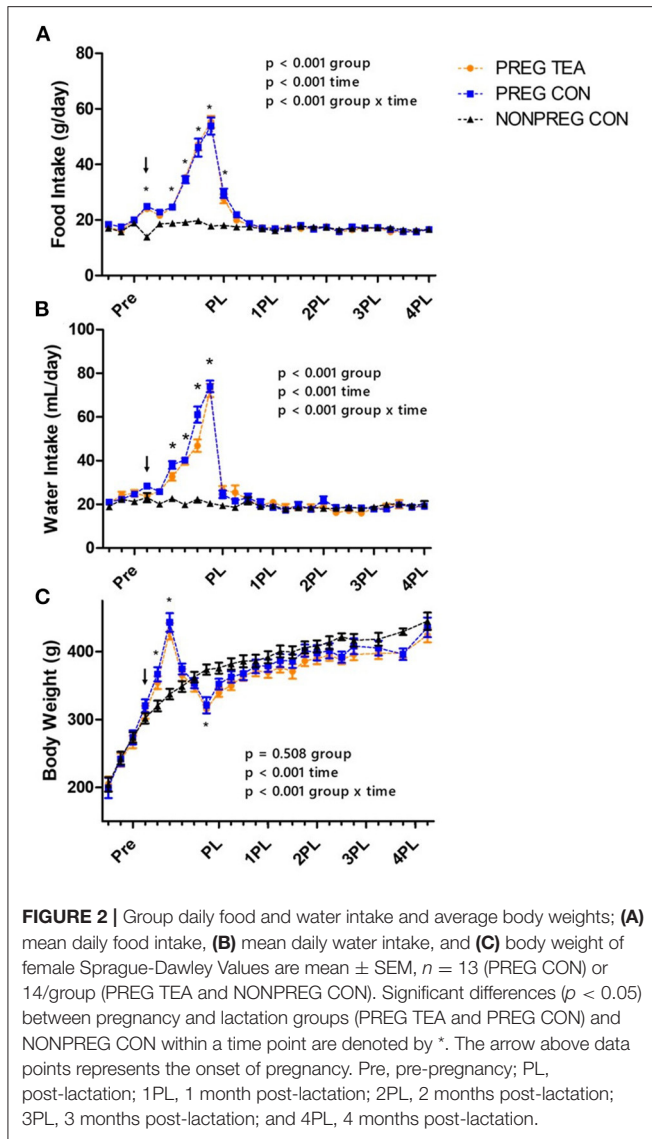 A
Food Intake (g/day)
80
60
40
20
0
p < 0.001 group
p < 0.001 time
p < 0.001 group x time
PREG TEA
PREG CON
NONPREG CON
*
*
*
*
*
*
Pre
PL
1PL
2PL
3PL
4PL
B
Water Intake (mL/day)
100
80
60
40
20
0
p < 0.001 group
p < 0.001 time
p < 0.001 group x time
*
*
*
*
Pre
PL
1PL
2PL
3PL
4PL
C
Body Weight (g)
400
300
200
*
*
*
p = 0.508 group
p < 0.001 time
p < 0.001 group x time
Pre
PL
1PL
2PL
3PL
4PL
FIGURE 2 | Group daily food and water intake and average body weights; (A)
mean daily food intake, (B) mean daily water intake, and (C) body weight of
female Sprague-Dawley Values are mean ± SEM, n = 13 (PREG CON) or
14/group (PREG TEA and NONPREG CON). Significant differences (p < 0.05)
between pregnancy and lactation groups (PREG TEA and PREG CON) and
NONPREG CON within a time point are denoted by *. The arrow above data
points represents the onset of pregnancy. Pre, pre-pregnancy; PL,
post-lactation; 1PL, 1 month post-lactation; 2PL, 2 months post-lactation;
3PL, 3 months post-lactation; and 4PL, 4 months post-lactation.